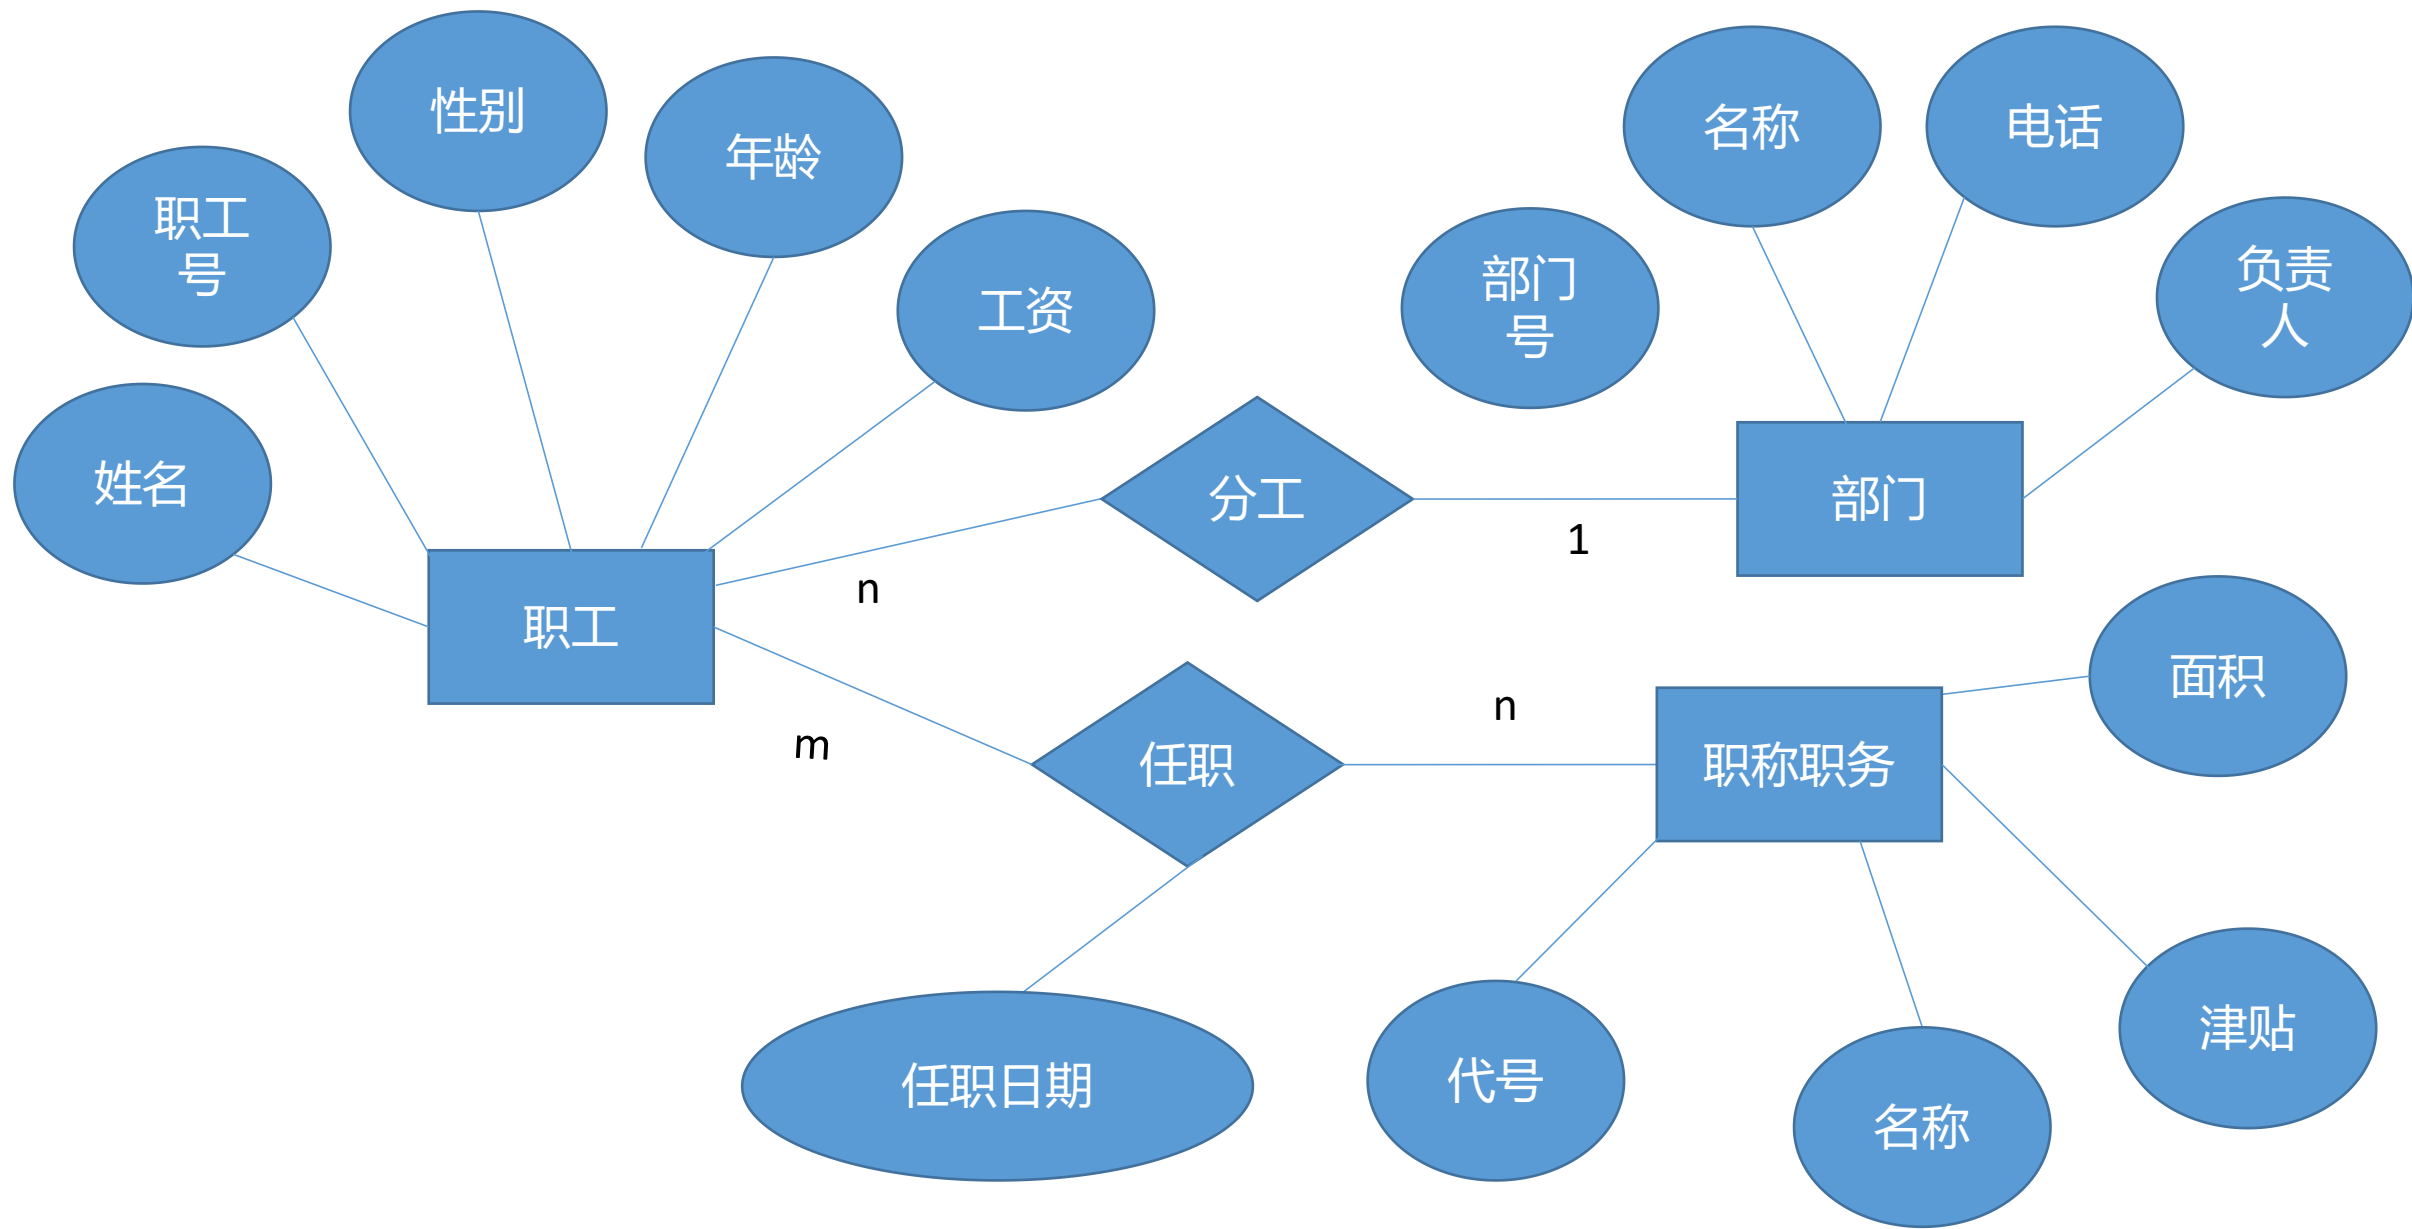 性别
年龄
名称
电话
职工
号
工资
部门
号
负责
人
姓名
分工
部门
1
n
职工
面积
n
m
任职
职称职务
任职日期
代号
名称
津贴